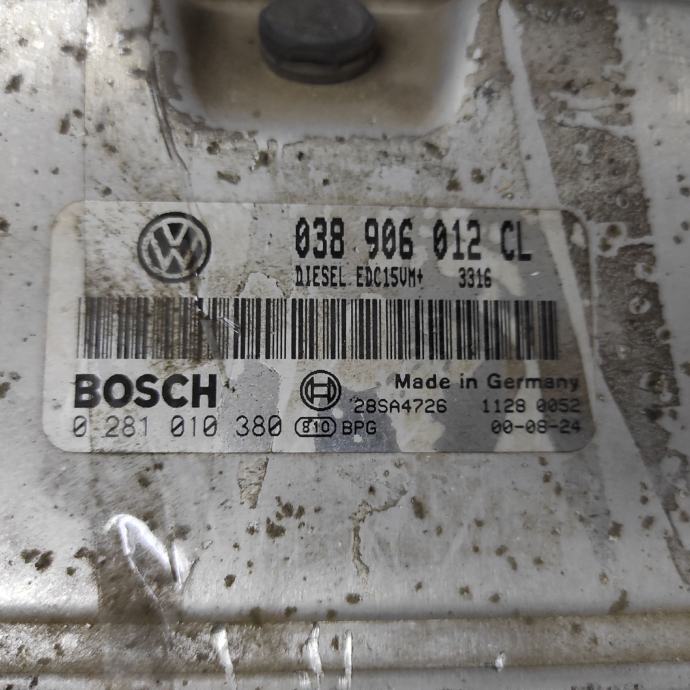 038 906 012 CL
DIESEL EDC15VM+ 3316
BOSCH
Made in Germany
28SA4726 1128 0052
0 281 010 380 810 BPG 00-08-24